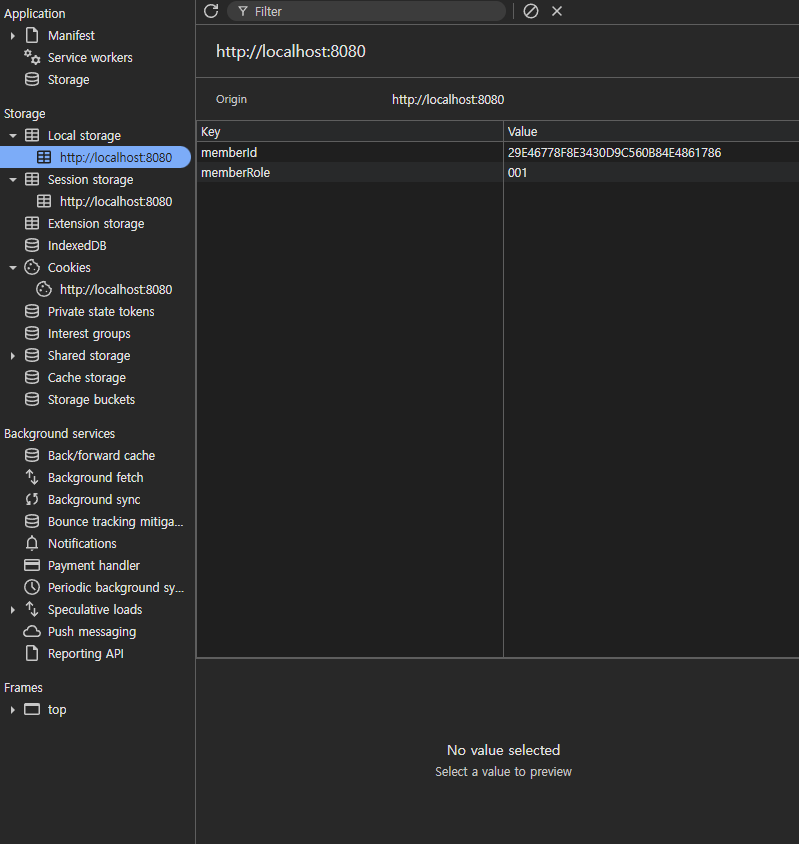 Application
Manifest
Service workers
Storage
Storage
Local storage
http://localhost:8080
Session storage
http://localhost:8080
Extension storage
IndexedDB
Cookies
http://localhost:8080
Private state tokens
Interest groups
Shared storage
Cache storage
Storage buckets
Background services
Back/forward cache
Background fetch
Background sync
Bounce tracking mitiga...
Notifications
Payment handler
Periodic background sy...
Speculative loads
Push messaging
Reporting API
Frames
top
Filter
http://localhost:8080
Origin http://localhost:8080
Key Value
memberId 29E46778F8E3430D9C560B84E4861786
memberRole 001
No value selected
Select a value to preview